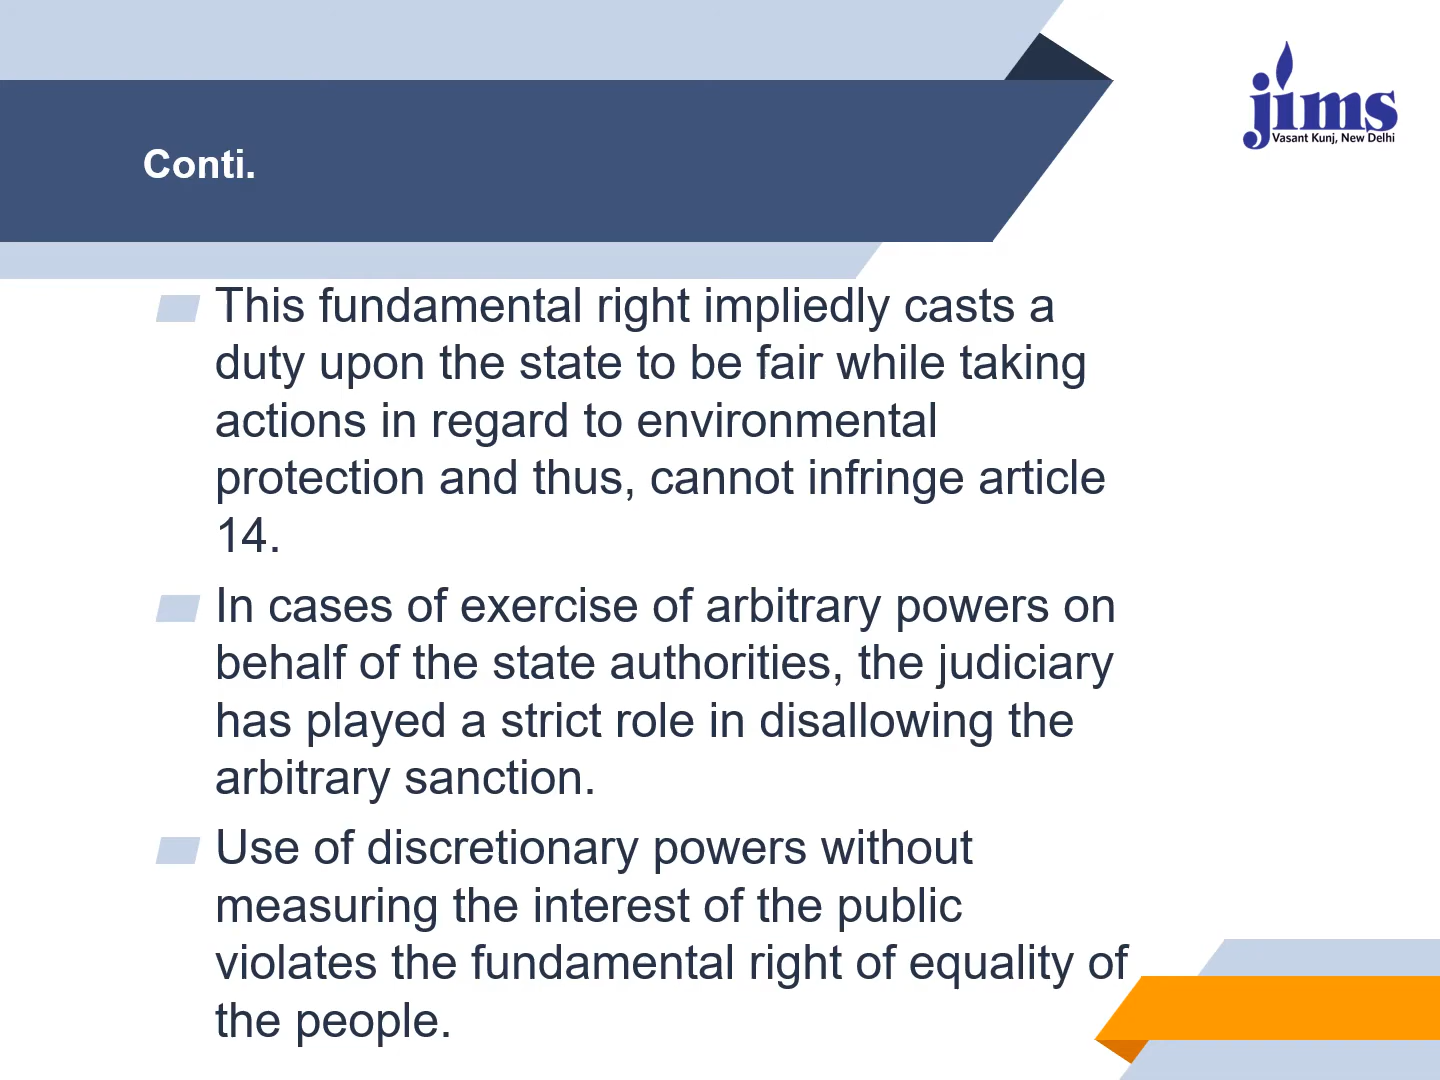 jims
Vasant Kunj, New Delhi
Conti.
This fundamental right impliedly casts a
duty upon the state to be fair while taking
actions in regard to environmental
protection and thus, cannot infringe article
14.
In cases of exercise of arbitrary powers on
behalf of the state authorities, the judiciary
has played a strict role in disallowing the
arbitrary sanction.
Use of discretionary powers without
measuring the interest of the public
violates the fundamental right of equality of
the people.